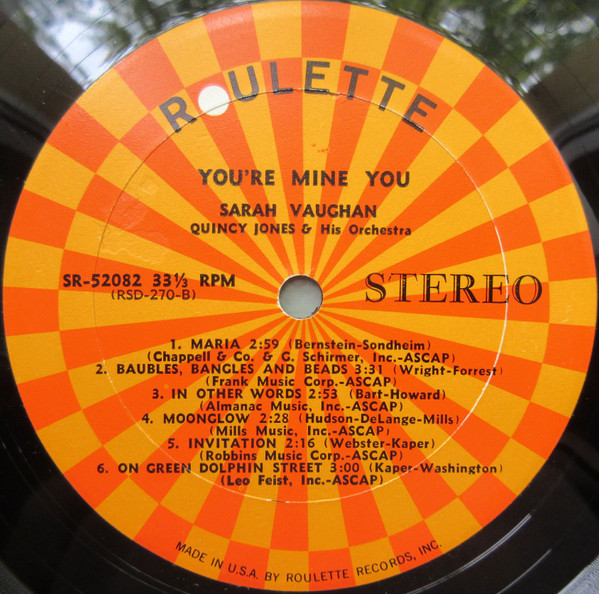 ROULETTE
YOU'RE MINE YOU
SARAH VAUGHAN
QUINCY JONES & His Orchestra
SR-52082 33⅓ RPM
(RSD-270-B)
STEREO
1. MARIA 2:59 (Bernstein-Sondheim)
(Chappell & Co. & G. Schirmer, Inc.-ASCAP)
2. BAUBLES, BANGLES AND BEADS 3:31 (Wright-Forrest)
(Frank Music Corp.-ASCAP)
3. IN OTHER WORDS 2:53 (Bart-Howard)
(Almanac Music, Inc.-ASCAP)
4. MOONGLOW 2:28 (Hudson-DeLange-Mills)
(Mills Music, Inc.-ASCAP)
5. INVITATION 2:16 (Webster-Kaper)
(Robbins Music Corp.-ASCAP)
6. ON GREEN DOLPHIN STREET 3:00 (Kaper-Washington)
(Leo Feist, Inc.-ASCAP)
MADE IN U.S.A. BY ROULETTE RECORDS, INC.